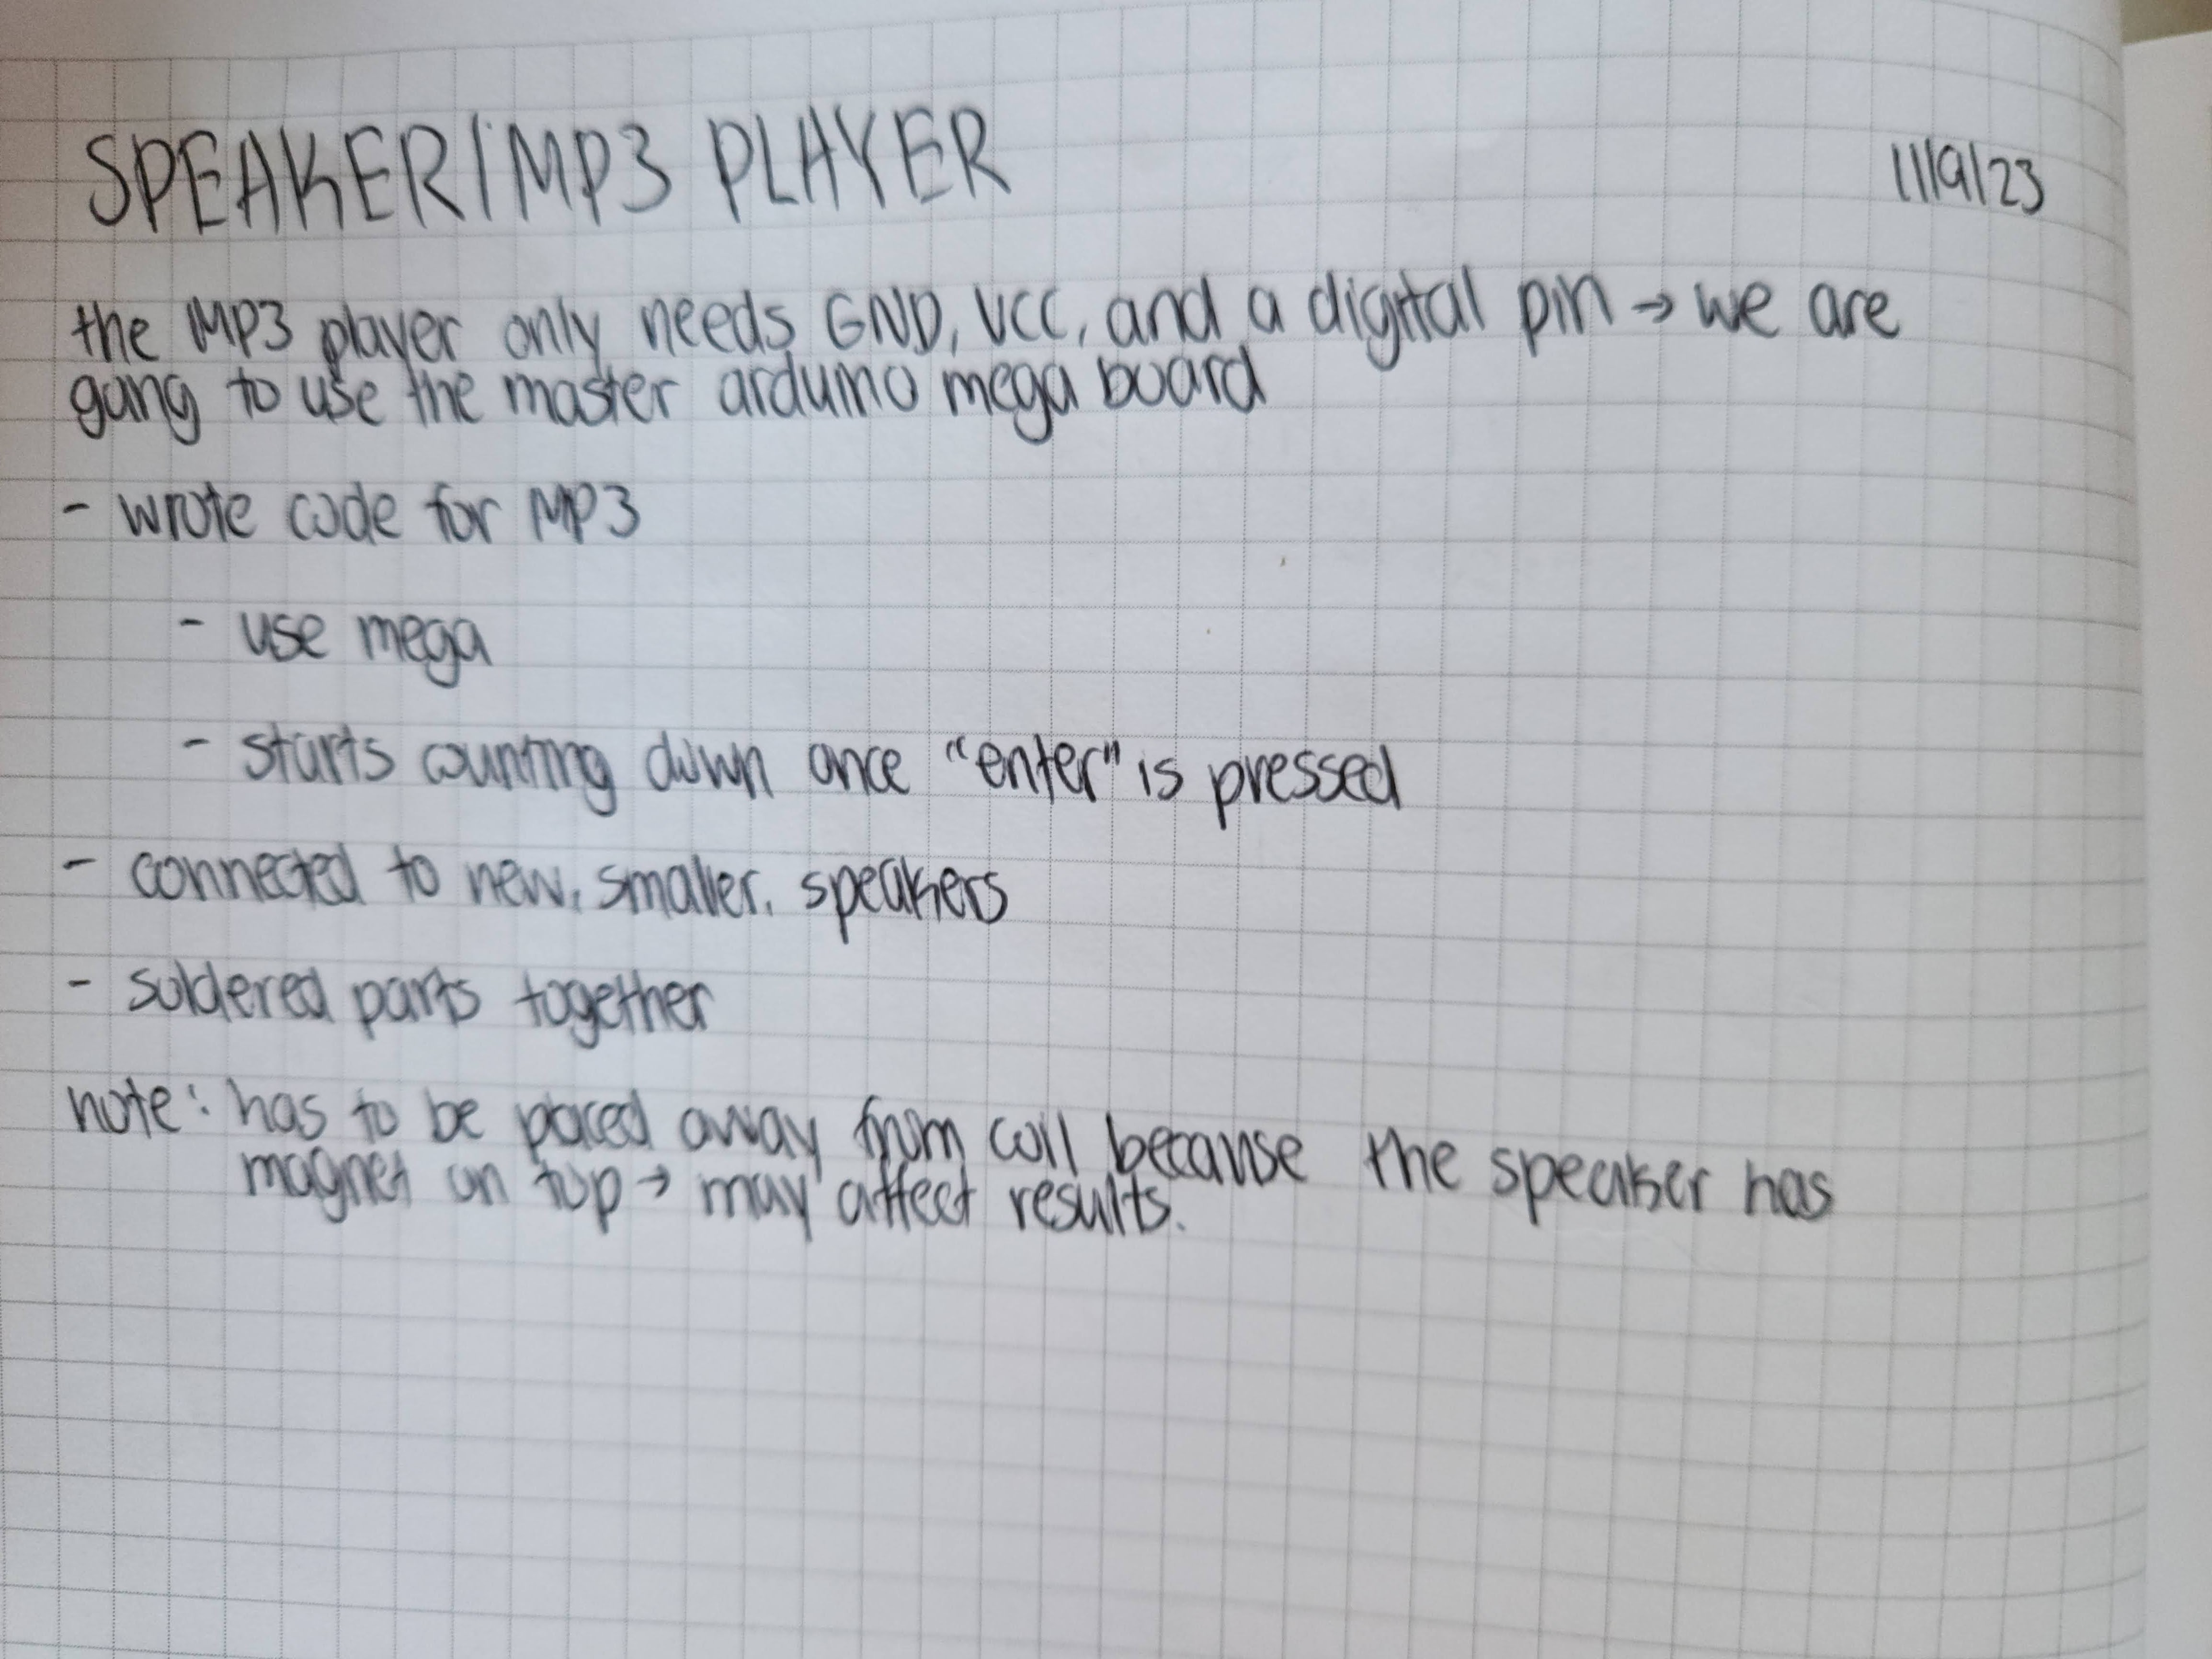 SPEAKER/MP3 PLAYER
11/9/23
the MP3 player only needs GND, VCC, and a digital pin → we are
going to use the master arduino mega board
- wrote code for MP3
- use mega
- starts counting down once "enter" is pressed
- connected to new, smaller, speakers
- soldered parts together
note: has to be placed away from coil because the speaker has
magnet on top → may affect results.